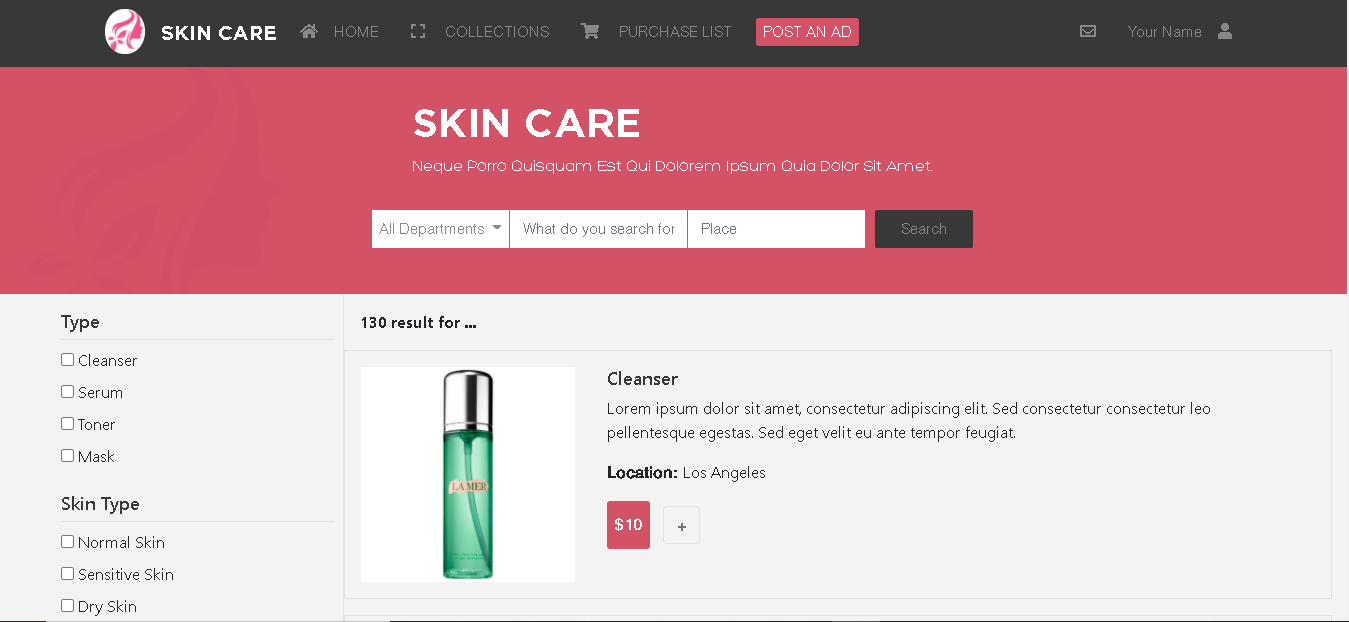 SKIN CARE HOME COLLECTIONS PURCHASE LIST POST AN AD Your Name
SKIN CARE
Neque Porro Quisquam Est Qui Dolorem Ipsum Quia Dolor Sit Amet.
All Departments What do you search for Place Search
Type
Cleanser
Serum
Toner
Mask
Skin Type
Normal Skin
Sensitive Skin
Dry Skin
130 result for ...
Cleanser
Lorem ipsum dolor sit amet, consectetur adipiscing elit. Sed consectetur consectetur leo
pellentesque egestas. Sed eget velit eu ante tempor feugiat.
Location: Los Angeles
$10 +
LA MER